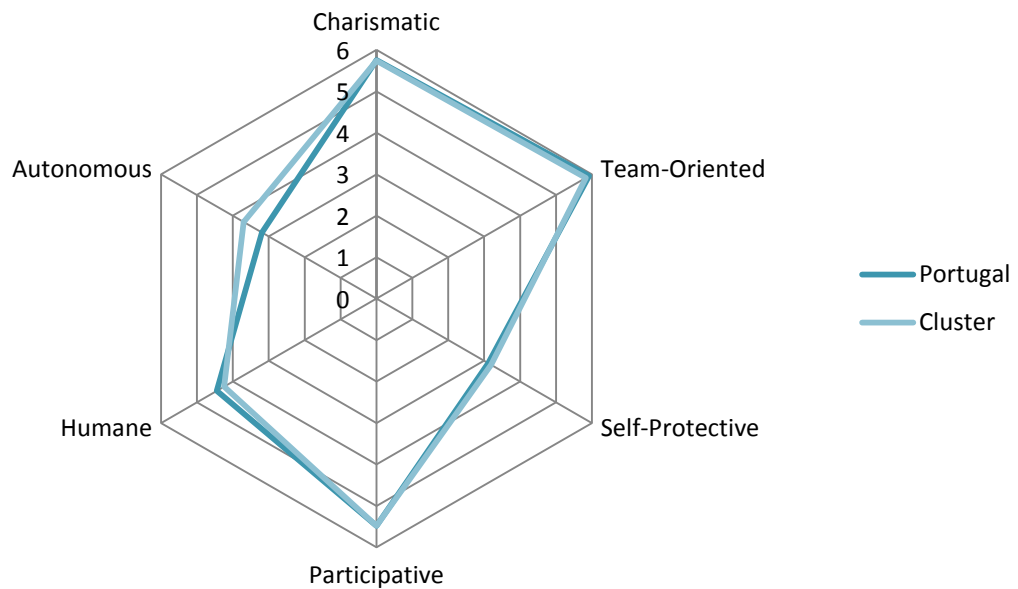 Charismatic
6
5
4
3
2
1
0
Autonomous
Team-Oriented
Portugal
Cluster
Humane
Self-Protective
Participative